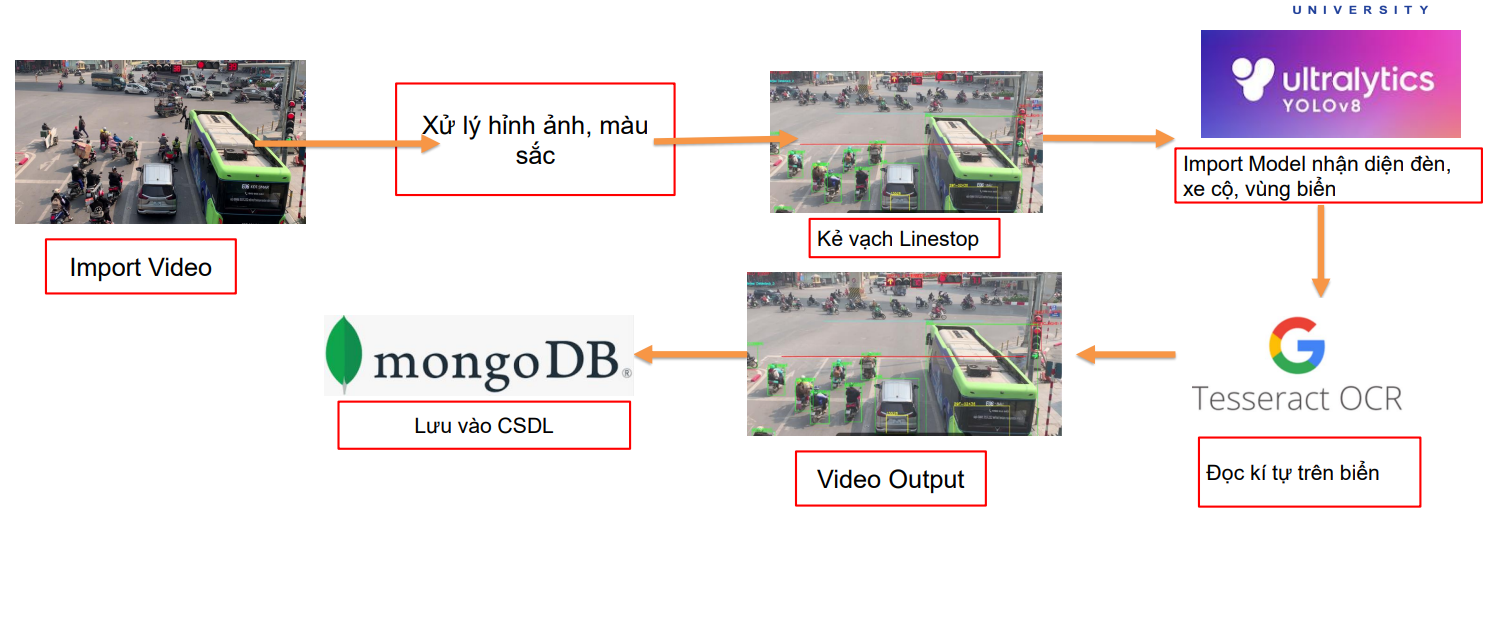 UNIVERSITY
ultralytics
YOLOv8
Xử lý hỉnh ảnh, màu
sắc
Import Video
Kẻ vạch Linestop
Import Model nhận diện đèn,
xe cộ, vùng biển
mongoDB®
Lưu vào CSDL
Video Output
Tesseract OCR
Đọc kí tự trên biển